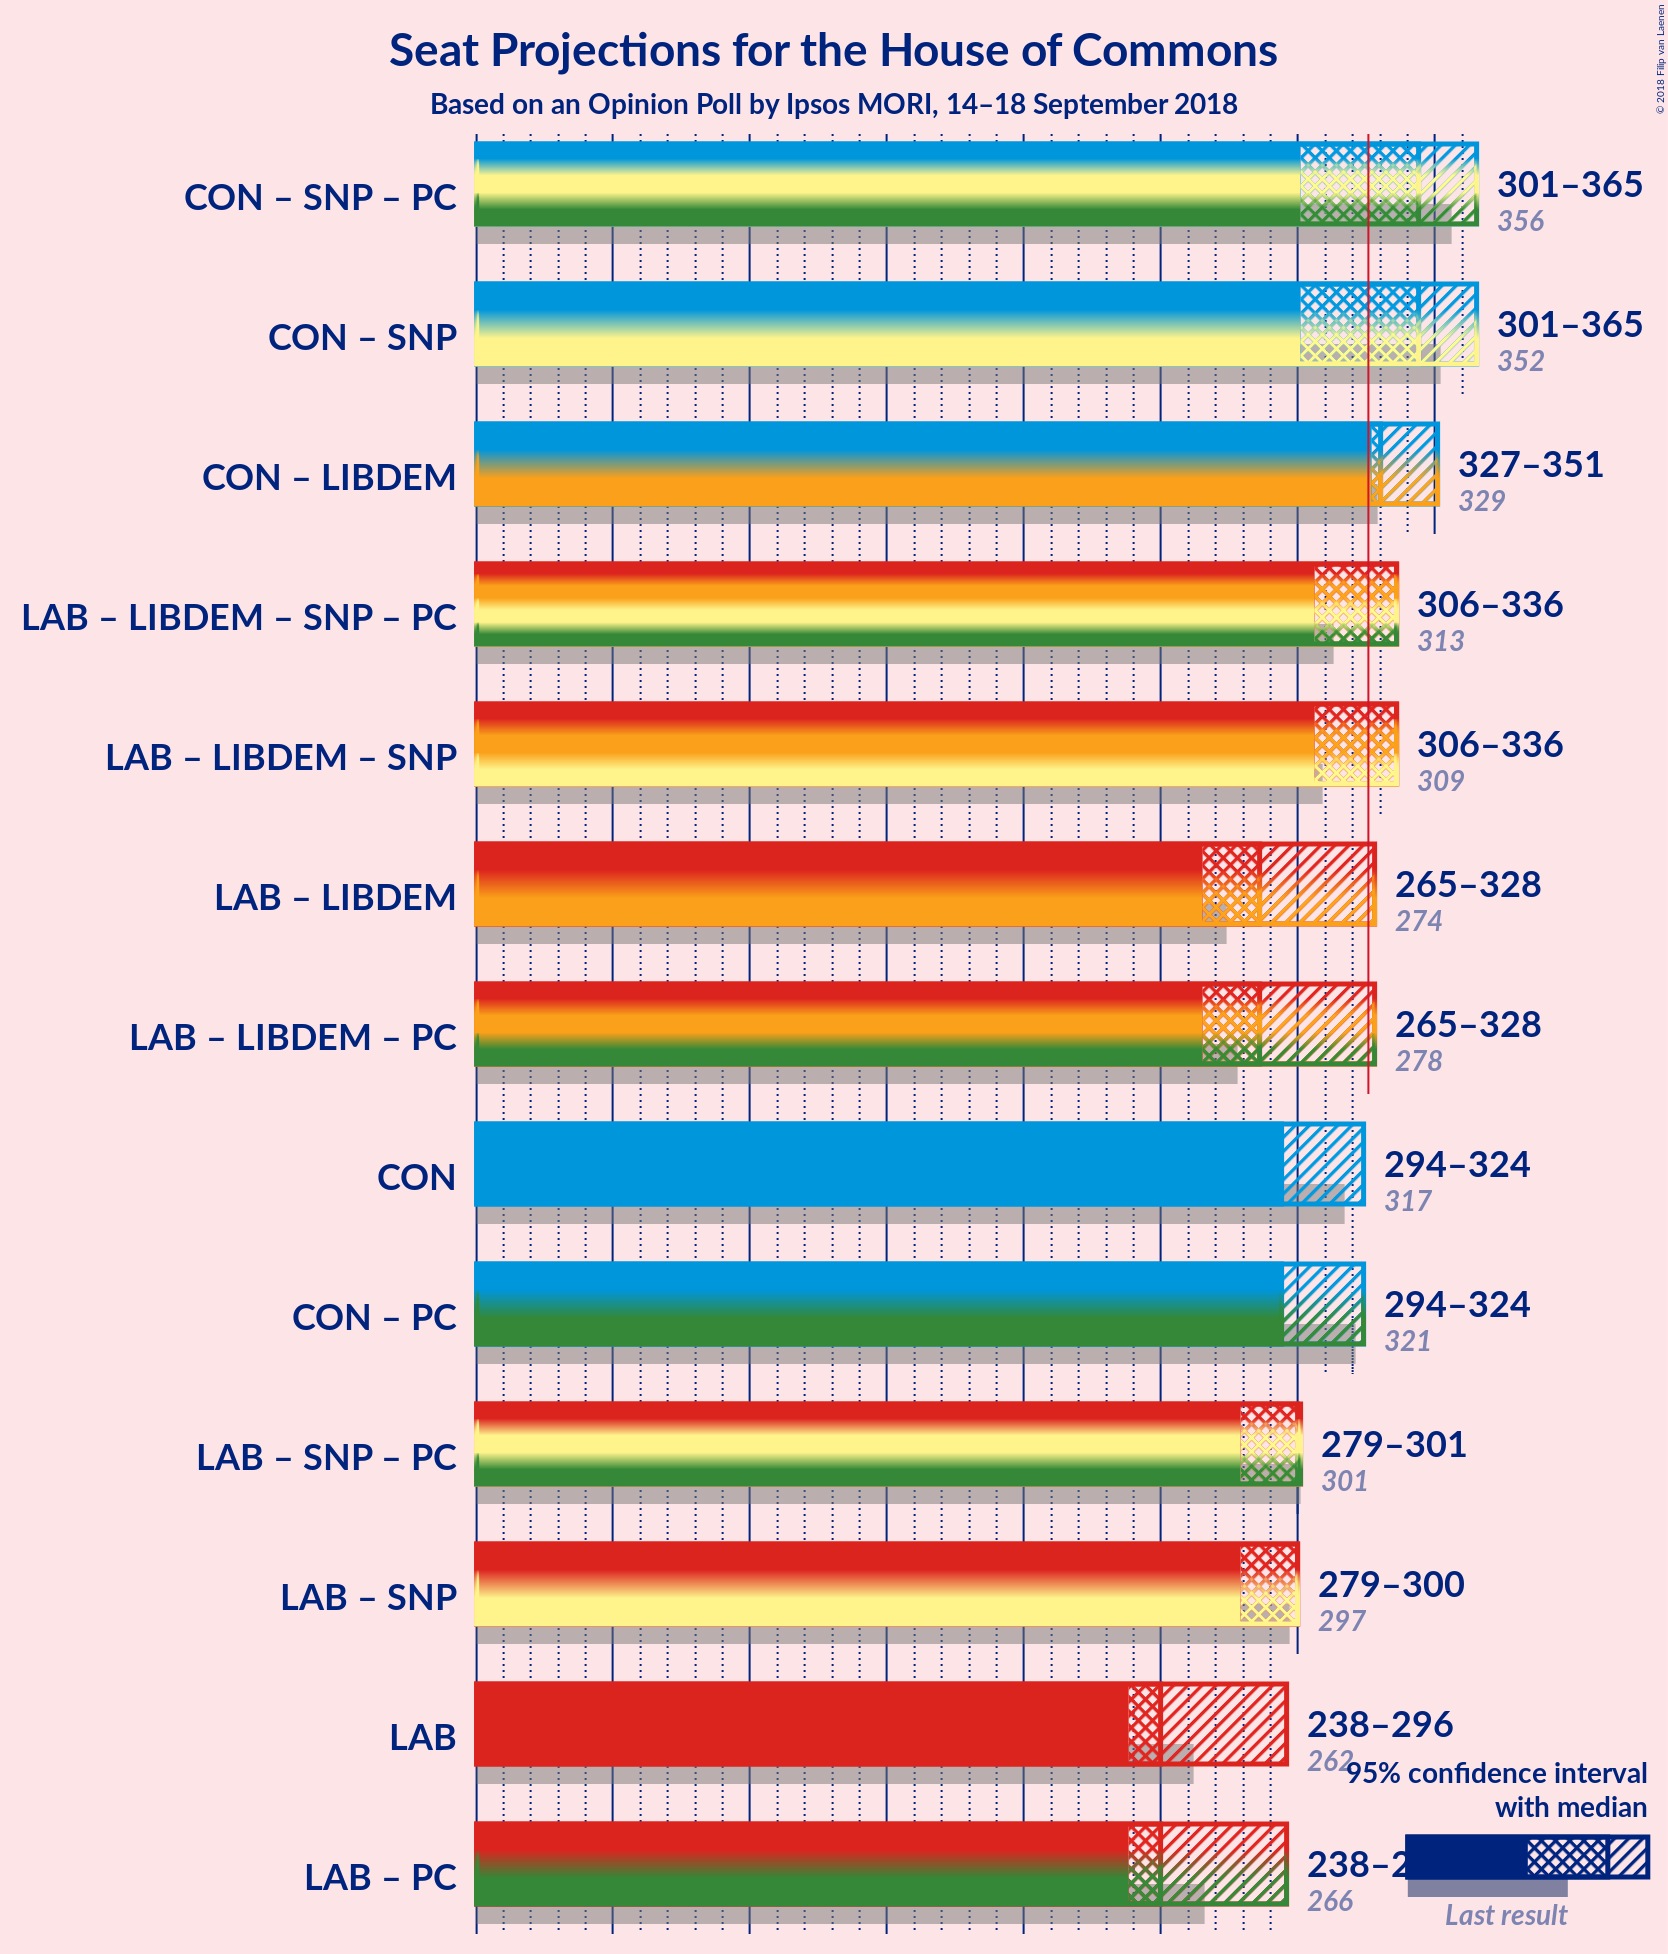 Seat Projections for the House of Commons
Based on an Opinion Poll by Ipsos MORI, 14–18 September 2018
© 2018 Filip van Laenen
CON – SNP – PC
301–365
356
CON – SNP
301–365
352
CON – LIBDEM
327–351
329
LAB – LIBDEM – SNP – PC
306–336
313
LAB – LIBDEM – SNP
306–336
309
LAB – LIBDEM
265–328
274
LAB – LIBDEM – PC
265–328
278
CON
294–324
317
CON – PC
294–324
321
LAB – SNP – PC
279–301
301
LAB – SNP
279–300
297
LAB
238–296
262
LAB – PC
238–2
266
95% confidence interval
with median
Last result